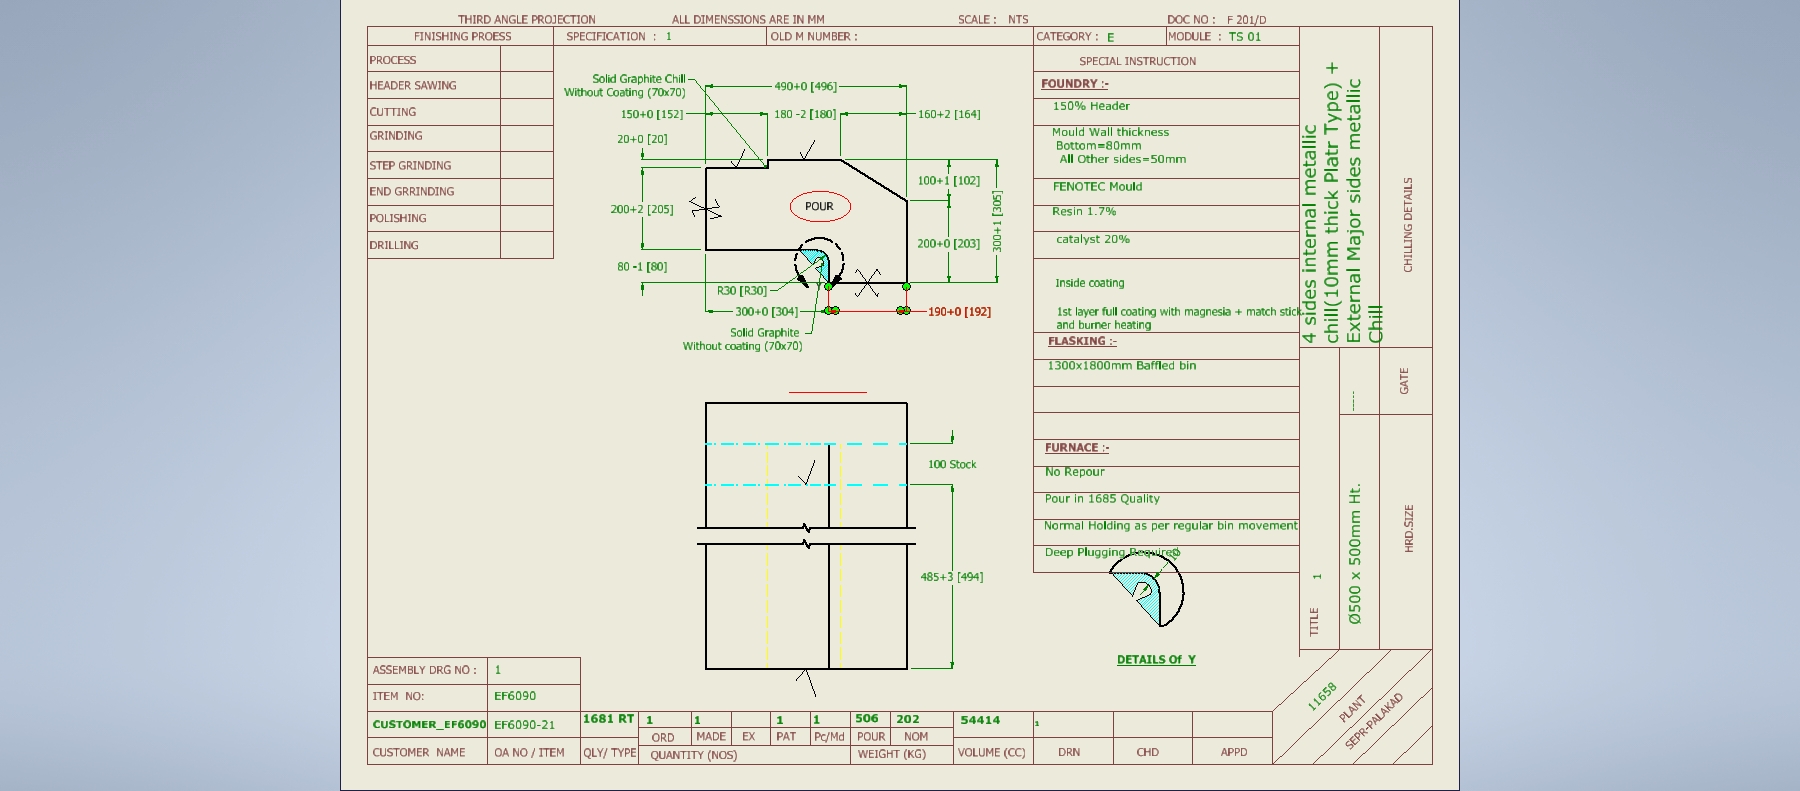 THIRD ANGLE PROJECTION
ALL DIMENSSIONS ARE IN MM
SCALE : NTS
DOC NO : F 201/D
FINISHING PROESS
SPECIFICATION : 1
OLD M NUMBER :
CATEGORY : E
MODULE : TS 01
PROCESS
HEADER SAWING
CUTTING
GRINDING
STEP GRINDING
END GRRINDING
POLISHING
DRILLING
Solid Graphite Chill
Without Coating (70x70)
490+0 [496]
150+0 [152]
180 -2 [180]
160+2 [164]
20+0 [20]
100+1 [102]
200+2 [205]
POUR
300+1 [305]
200+0 [203]
80 -1 [80]
R30 [R30]
300+0 [304]
190+0 [192]
Solid Graphite
Without coating (70x70)
100 Stock
485+3 [494]
SPECIAL INSTRUCTION
FOUNDRY :-
150% Header
Mould Wall thickness
Bottom=80mm
All Other sides=50mm
FENOTEC Mould
Resin 1.7%
catalyst 20%
Inside coating
1st layer full coating with magnesia + match stick
and burner heating
FLASKING :-
1300x1800mm Baffled bin
FURNACE :-
No Repour
Pour in 1685 Quality
Normal Holding as per regular bin movement
Deep Plugging Required
DETAILS Of Y
4 sides internal metallic
chill(10mm thick Platr Type) +
External Major sides metallic
Chill
CHILLING DETAILS
-----
GATE
TITLE 1
Ø500 x 500mm Ht.
HRD.SIZE
11658
PLANT
SEPR-PALAKAD
ASSEMBLY DRG NO : 1
ITEM NO: EF6090
CUSTOMER_EF6090 EF6090-21 1681 RT 1 1 1 1 506 202 54414 1
ORD MADE EX PAT Pc/Md POUR NOM
CUSTOMER NAME OA NO / ITEM QLY/ TYPE QUANTITY (NOS) WEIGHT (KG) VOLUME (CC) DRN CHD APPD